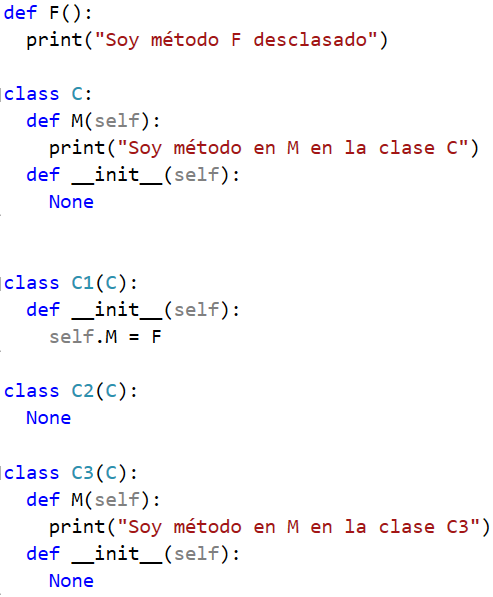 def F():
  print("Soy método F desclasado")
class C:
  def M(self):
    print("Soy método en M en la clase C")
  def __init__(self):
    None
class C1(C):
  def __init__(self):
    self.M = F
class C2(C):
  None
class C3(C):
  def M(self):
    print("Soy método en M en la clase C3")
  def __init__(self):
    None